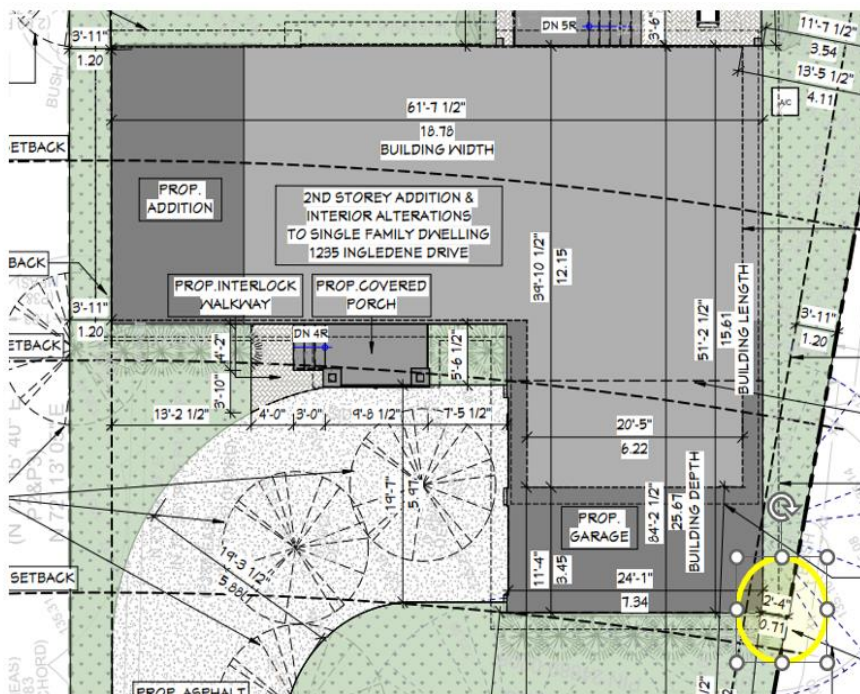 DN 5R
3'-6"
11'-7 1/2"
3.54
13'-5 1/2"
4.11
3'-11"
1.20
BUSH
A/C
61'-7 1/2"
18.78
BUILDING WIDTH
ETBACK
PROP.
ADDITION
2ND STOREY ADDITION &
INTERIOR ALTERATIONS
TO SINGLE FAMILY DWELLING
1235 INGLEDENE DRIVE
39'-10 1/2"
12.15
51'-2 1/2"
15.61
BUILDING LENGTH
BACK
PROP.INTERLOCK
WALKWAY
PROP.COVERED
PORCH
3'-11"
1.20
3'-11"
1.20
DN 4R
4'-2"
5'-6 1/2"
ETBACK
3'-10"
13'-2 1/2"
4'-0"
3'-0"
9'-8 1/2"
7'-5 1/2"
20'-5"
6.22
19'-7"
5.97
84'-2 1/2"
25.67
BUILDING DEPTH
PROP.
GARAGE
19'-3 1/2"
5.88
11'-4"
3.45
24'-1"
7.34
SETBACK
2'-4"
0.71
EAS)
83
CHORD)
PROP. ASPHALT
1/2"